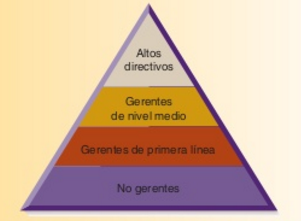 Altos
directivos
Gerentes
de nivel medio
Gerentes de primera línea
No gerentes